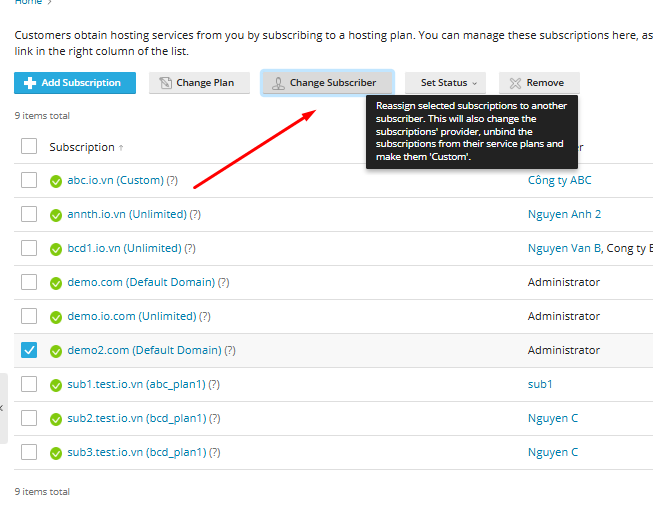 Home >
Customers obtain hosting services from you by subscribing to a hosting plan. You can manage these subscriptions here, as
link in the right column of the list.
Add Subscription Change Plan Change Subscriber Set Status Remove
Reassign selected subscriptions to another
subscriber. This will also change the
subscriptions' provider, unbind the
subscriptions from their service plans and
make them 'Custom'.
9 items total
Subscription ↑
abc.io.vn (Custom) (?) Công ty ABC
annth.io.vn (Unlimited) (?) Nguyen Anh 2
bcd1.io.vn (Unlimited) (?) Nguyen Van B, Cong ty
demo.com (Default Domain) (?) Administrator
demo.io.com (Unlimited) (?) Administrator
demo2.com (Default Domain) (?) Administrator
sub1.test.io.vn (abc_plan1) (?) sub1
sub2.test.io.vn (bcd_plan1) (?) Nguyen C
sub3.test.io.vn (bcd_plan1) (?) Nguyen C
9 items total